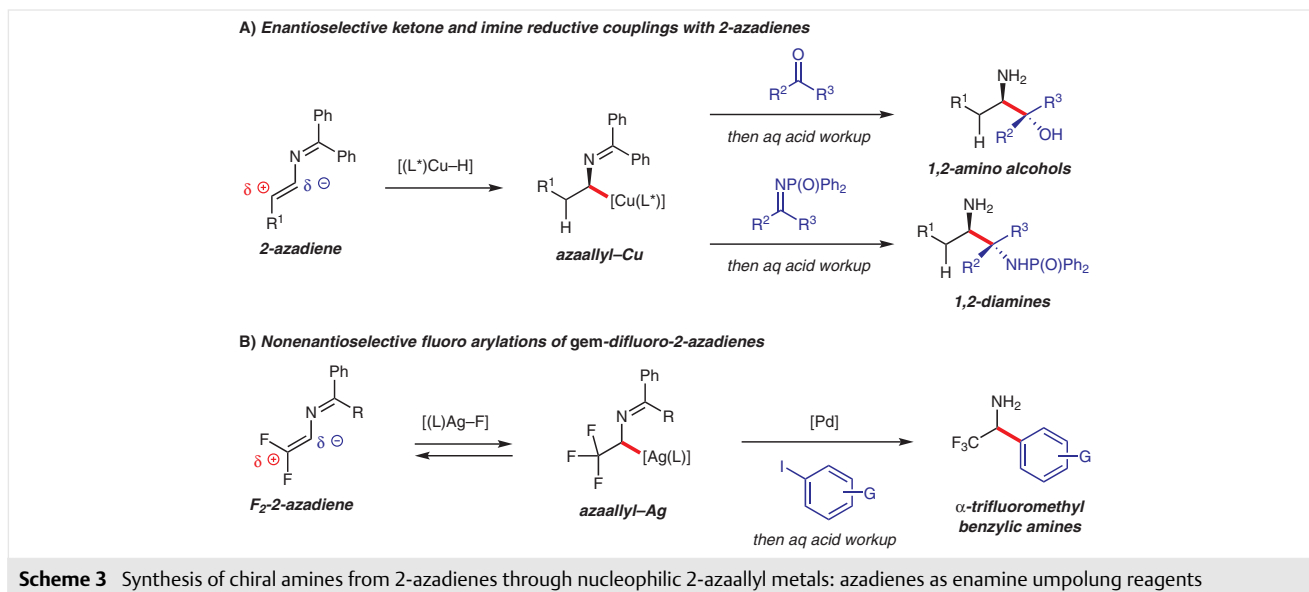 A) Enantioselective ketone and imine reductive couplings with 2-azadienes
Ph
N
Ph
δ ⊕
δ ⊖
R¹
2-azadiene
[(L*)Cu–H]
Ph
N
Ph
R¹
[Cu(L*)]
H
azaallyl–Cu
O
R² R³
then aq acid workup
NP(O)Ph₂
R² R³
then aq acid workup
NH₂
R¹ R³
H R² OH
1,2-amino alcohols
NH₂
R¹ R³
H R² NHP(O)Ph₂
1,2-diamines
B) Nonenantioselective fluoro arylations of gem-difluoro-2-azadienes
Ph
N
R
F
δ ⊖
δ ⊕
F
F₂-2-azadiene
[(L)Ag–F]
Ph
N
R
F
F
[Ag(L)]
F
azaallyl–Ag
[Pd]
I
G
then aq acid workup
NH₂
F₃C
G
α-trifluoromethyl
benzylic amines
Scheme 3 Synthesis of chiral amines from 2-azadienes through nucleophilic 2-azaallyl metals: azadienes as enamine umpolung reagents